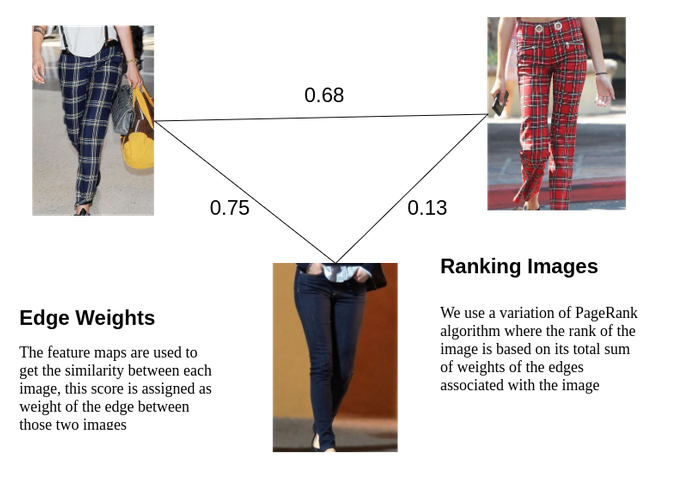 0.68
0.75
0.13
Ranking Images
We use a variation of PageRank
algorithm where the rank of the
image is based on its total sum
of weights of the edges
associated with the image
Edge Weights
The feature maps are used to
get the similarity between each
image, this score is assigned as
weight of the edge between
those two images